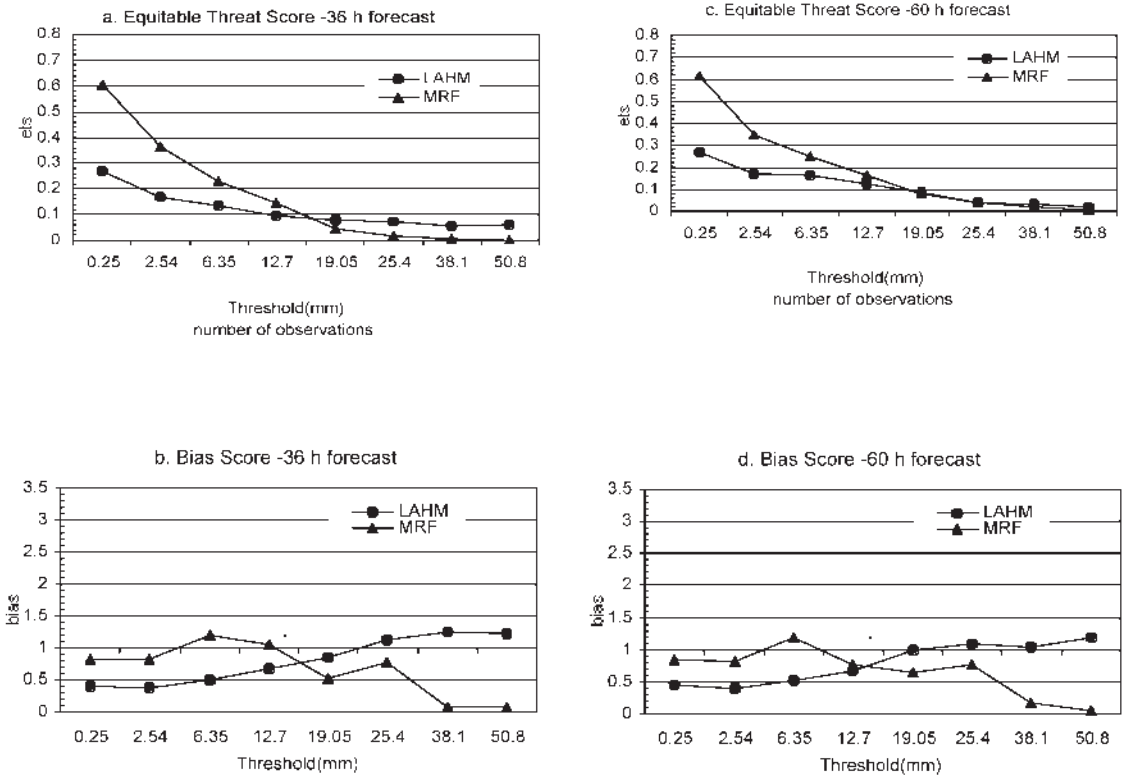 a. Equitable Threat Score -36 h forecast
0.8
0.7
0.6
0.5
0.4
0.3
0.2
0.1
0
ets
LAHM
MRF
0.25 2.54 6.35 12.7 19.05 25.4 38.1 50.8
Threshold(mm)
number of observations
c. Equitable Threat Score -60 h forecast
0.8
0.7
0.6
0.5
0.4
0.3
0.2
0.1
0
ets
LAHM
MRF
0.25 2.54 6.35 12.7 19.05 25.4 38.1 50.8
Threshold(mm)
number of observations
b. Bias Score -36 h forecast
3.5
3
2.5
2
1.5
1
0.5
0
bias
LAHM
MRF
0.25 2.54 6.35 12.7 19.05 25.4 38.1 50.8
Threshold(mm)
d. Bias Score -60 h forecast
3.5
3
2.5
2
1.5
1
0.5
0
bias
LAHM
MRF
0.25 2.54 6.35 12.7 19.05 25.4 38.1 50.8
Threshold(mm)